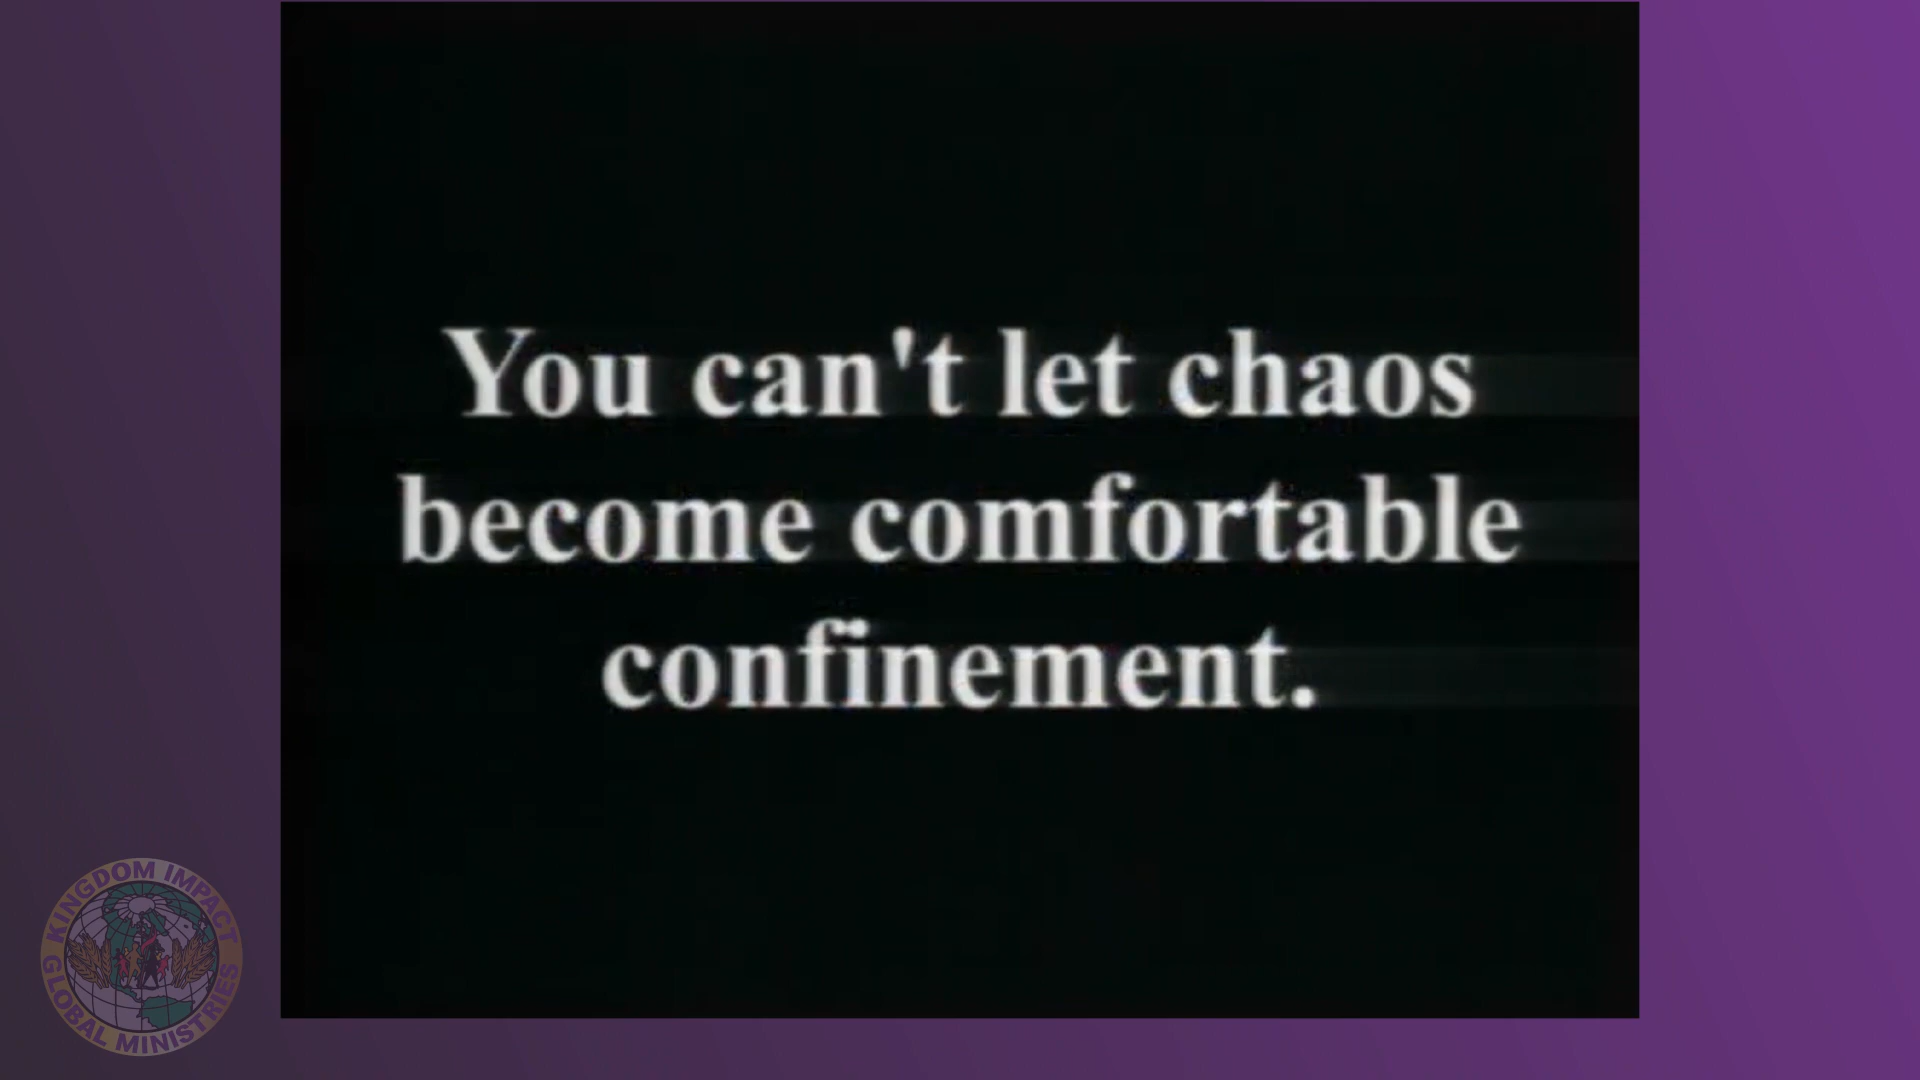 You can't let chaos
become comfortable
confinement.
KINGDOM IMPACT
GLOBAL MINISTRIES